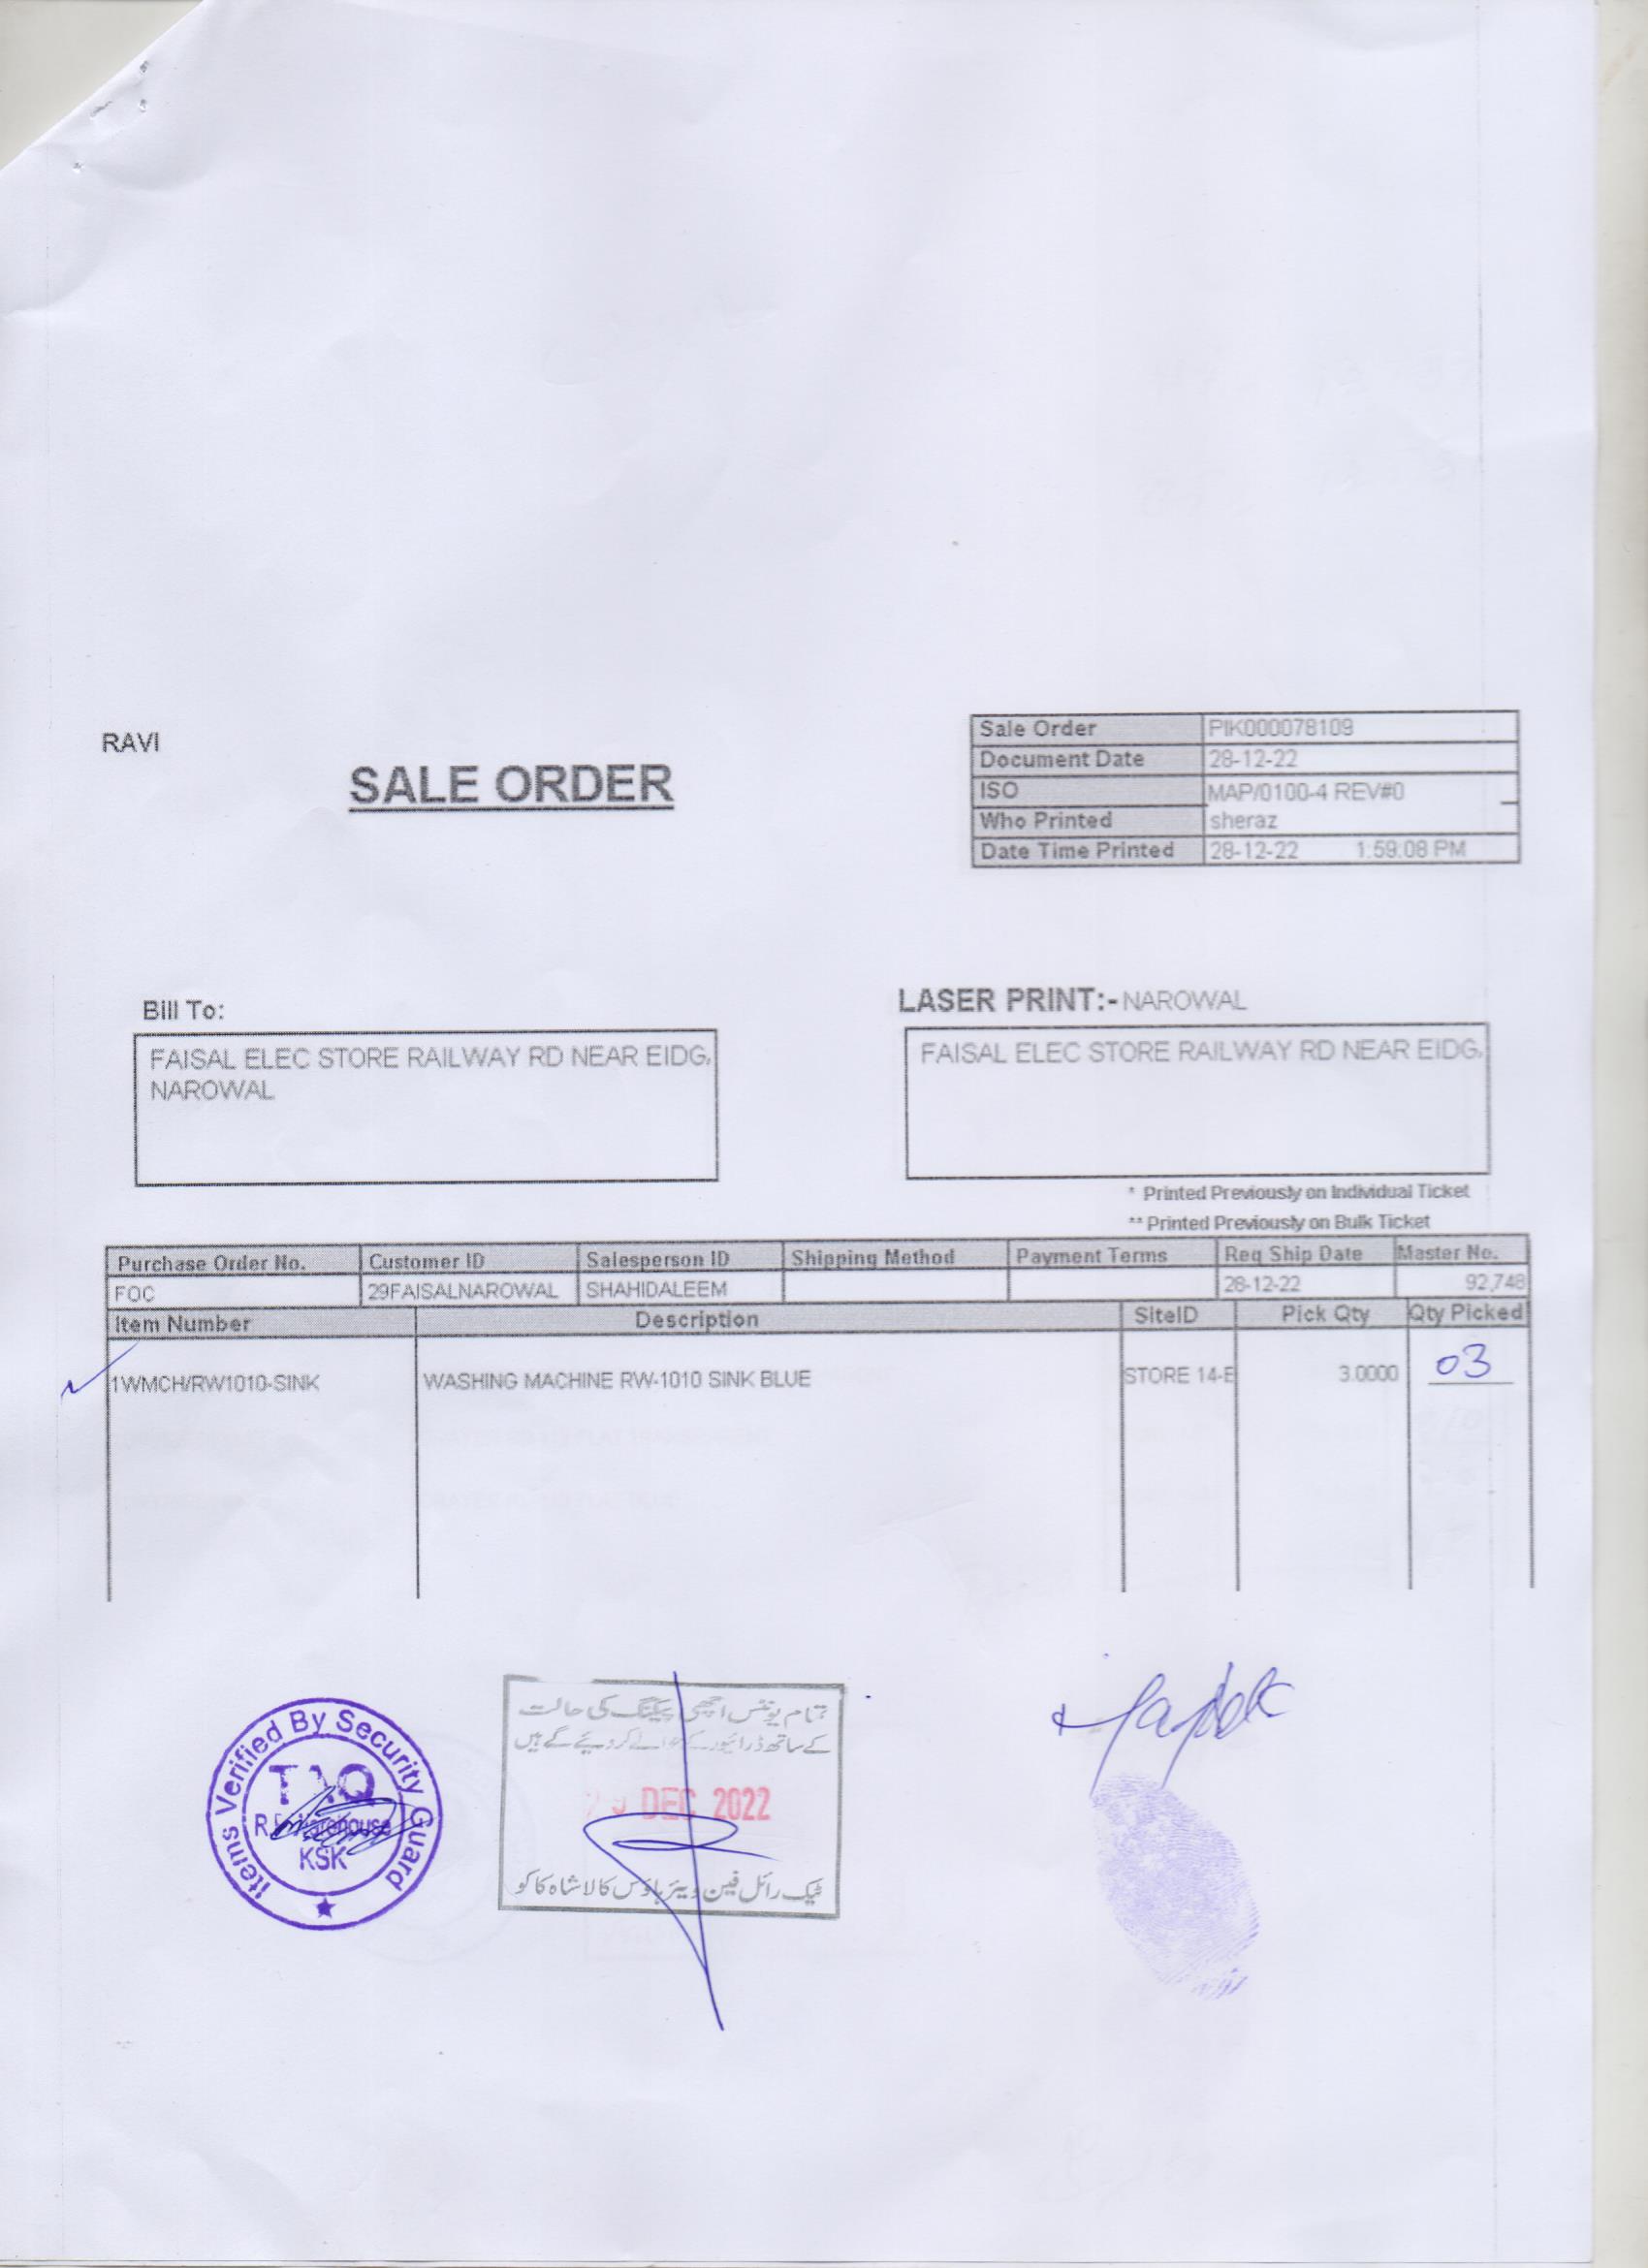 RAVI
SALE ORDER
Sale Order PIK000078109
Document Date 28-12-22
ISO MAP/0100-4 REV#0
Who Printed sheraz
Date Time Printed 28-12-22 1:59:08 PM
Bill To:
FAISAL ELEC STORE RAILWAY RD NEAR EIDG,
NAROWAL
LASER PRINT:- NAROWAL
FAISAL ELEC STORE RAILWAY RD NEAR EIDG,
* Printed Previously on Individual Ticket
** Printed Previously on Bulk Ticket
Purchase Order No. Customer ID Salesperson ID Shipping Method Payment Terms Req Ship Date Master No.
FOC 29FAISALNAROWAL SHAHIDALEEM 28-12-22 92,748
Item Number Description SiteID Pick Qty Qty Picked
1WMCH/RW1010-SINK WASHING MACHINE RW-1010 SINK BLUE STORE 14-E 3.0000 03
Items Verified By Security Guard
KSK
تمام یونٹس اچھی پیکنگ کی حالت
کے ساتھ ڈرائیور کے حوالے کر دیئے گئے ہیں
DEC 2022
ٹیک رائل فین ویئر ہاؤس کالا شاہ کاکو